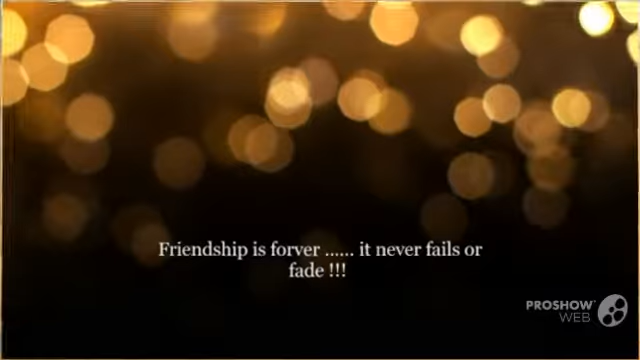 Friendship is forver ...... it never fails or
fade !!!
PROSHOW
WEB